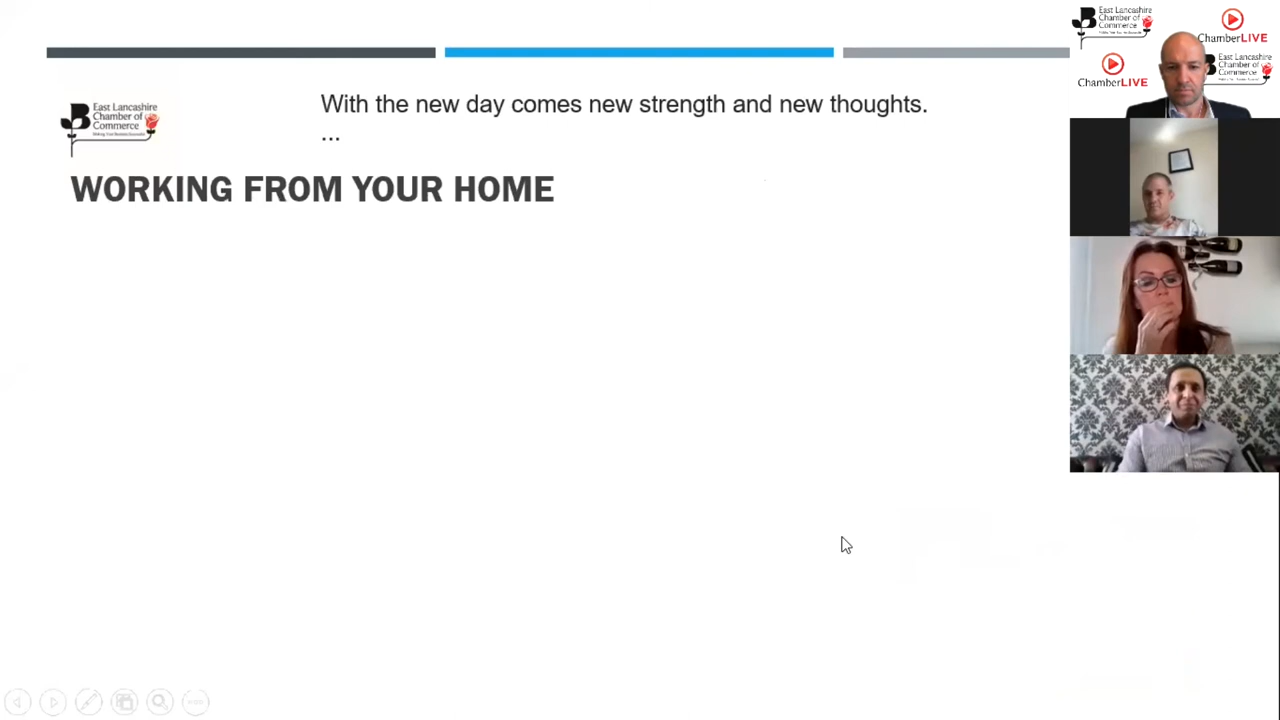 With the new day comes new strength and new thoughts.
...
East Lancashire
Chamber of
Commerce
WORKING FROM YOUR HOME
East Lancashire
Chamber of
Commerce
ChamberLIVE
ChamberLIVE
East Lancashire
Chamber of
Commerce